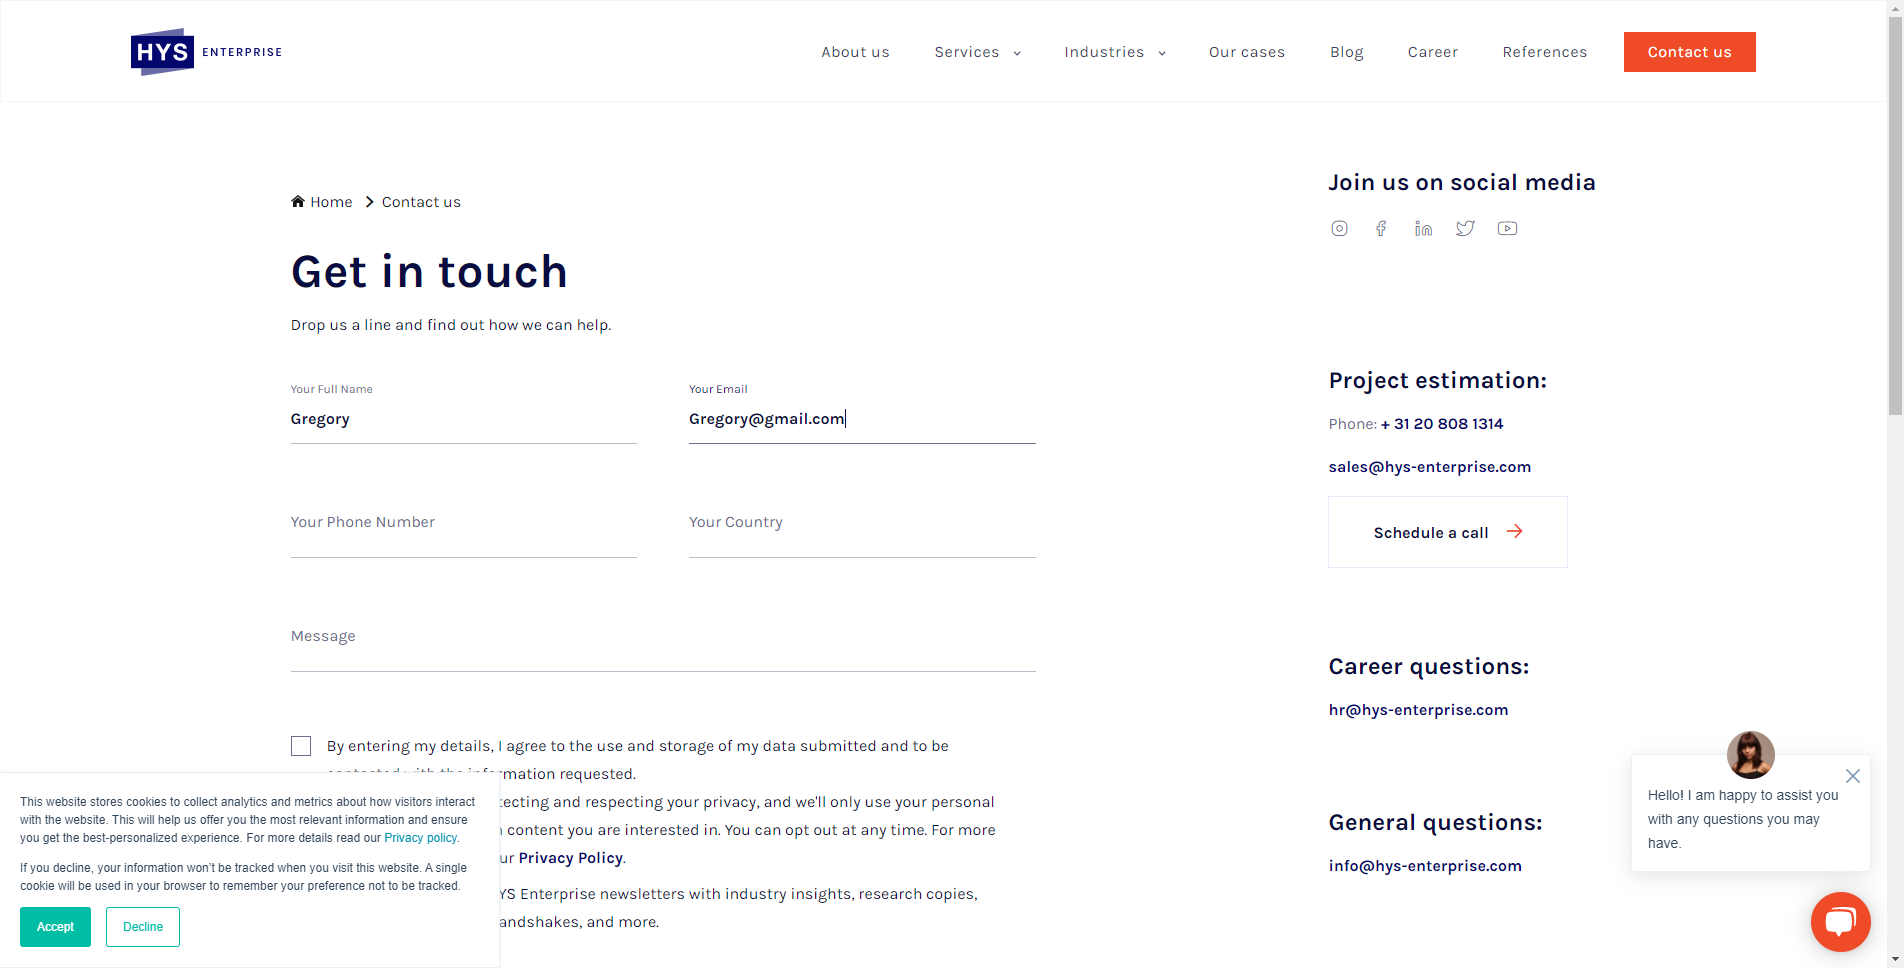 HYS ENTERPRISE
About us Services Industries Our cases Blog Career References Contact us
Home Contact us
Get in touch
Drop us a line and find out how we can help.
Your Full Name
Gregory
Your Email
Gregory@gmail.com
Your Phone Number
Your Country
Message
By entering my details, I agree to the use and storage of my data submitted and to be
information requested.
tecting and respecting your privacy, and we'll only use your personal
content you are interested in. You can opt out at any time. For more
ur Privacy Policy.
YS Enterprise newsletters with industry insights, research copies,
andshakes, and more.
Join us on social media
Project estimation:
Phone: + 31 20 808 1314
sales@hys-enterprise.com
Schedule a call
Career questions:
hr@hys-enterprise.com
General questions:
info@hys-enterprise.com
This website stores cookies to collect analytics and metrics about how visitors interact
with the website. This will help us offer you the most relevant information and ensure
you get the best-personalized experience. For more details read our Privacy policy.
If you decline, your information won't be tracked when you visit this website. A single
cookie will be used in your browser to remember your preference not to be tracked.
Accept Decline
Hello! I am happy to assist you
with any questions you may
have.